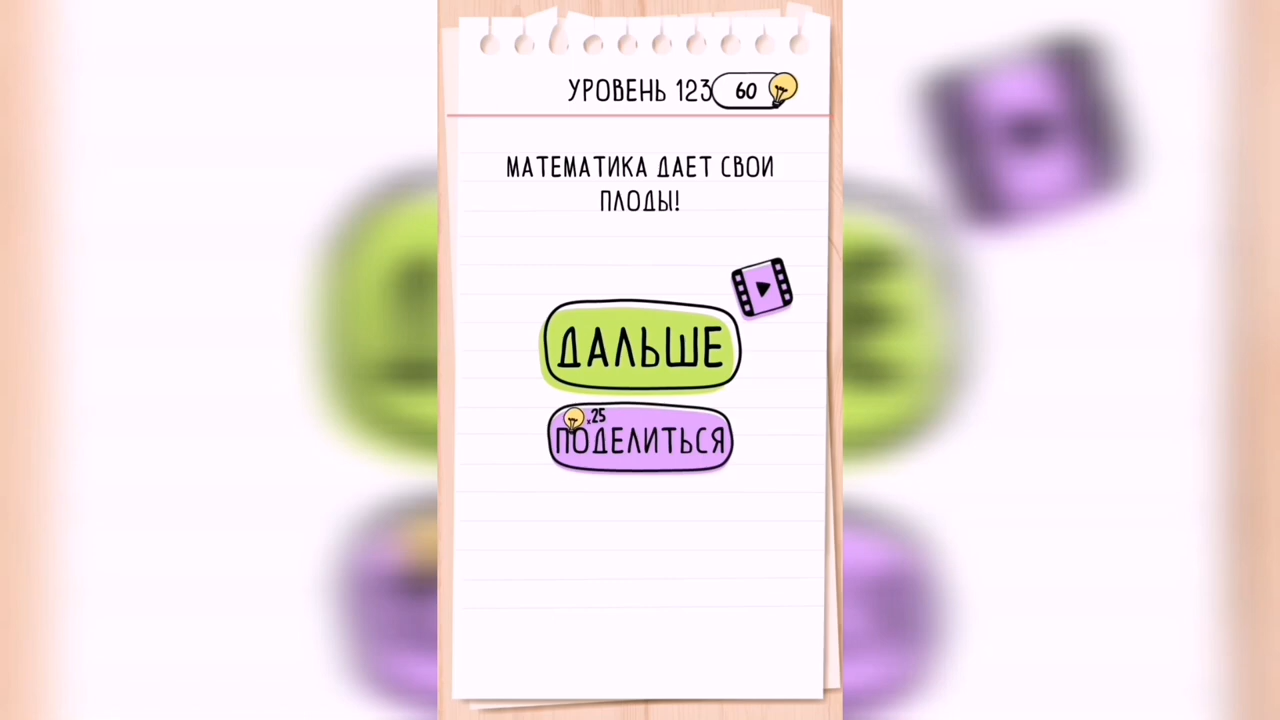 УРОВЕНЬ 123 60
МАТЕМАТИКА ДАЕТ СВОИ
ПЛОДЫ!
ДАЛЬШЕ
x25
ПОДЕЛИТЬСЯ